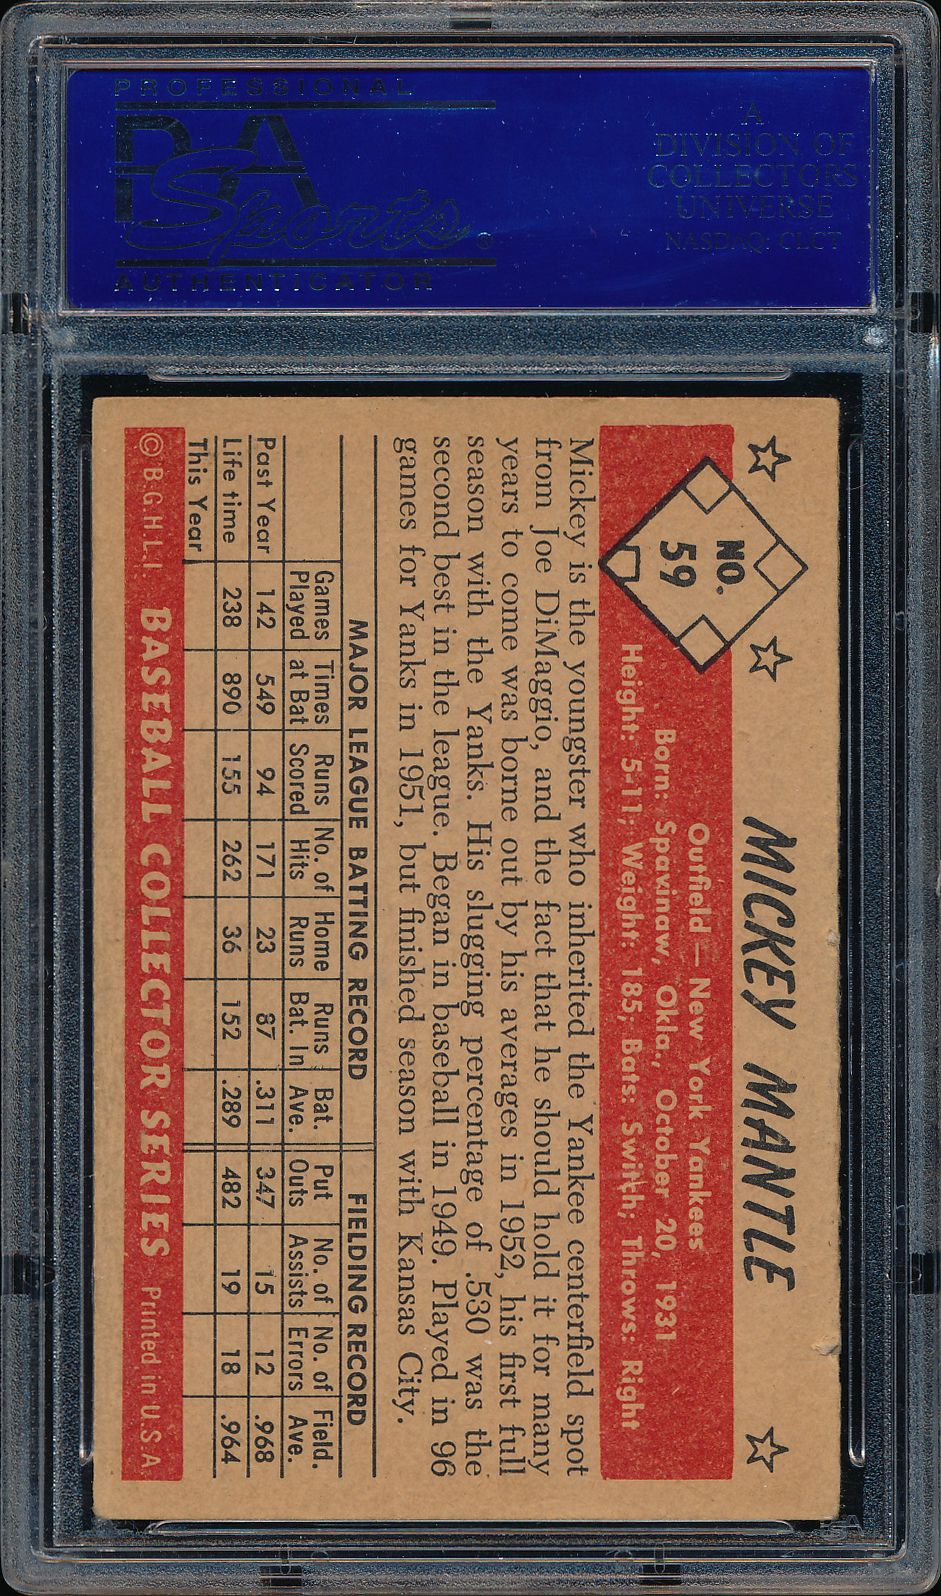 PROFESSIONAL
PSA
Sports®
AUTHENTICATOR
A
DIVISION OF
COLLECTORS
UNIVERSE
NASDAQ: CLCT
NO.
59
MICKEY MANTLE
Outfield — New York Yankees
Born: Spavinaw, Okla., October 20, 1931
Height: 5-11; Weight: 185; Bats: Switch; Throws: Right
Mickey is the youngster who inherited the Yankee centerfield spot
from Joe DiMaggio, and the fact that he should hold it for many
years to come was borne out by his averages in 1952, his first full
season with the Yanks. His slugging percentage of .530 was the
second best in the league. Began in baseball in 1949. Played in 96
games for Yanks in 1951, but finished season with Kansas City.
MAJOR LEAGUE BATTING RECORD FIELDING RECORD
Games Times Runs No. of Home Runs Bat. Put No. of No. of Field.
Played at Bat Scored Hits Runs Bat. In Ave. Outs Assists Errors Ave.
Past Year 142 549 94 171 23 87 .311 347 15 12 .968
Life time 238 890 155 262 36 152 .289 482 19 18 .964
This Year
© B.G.H.L.I. BASEBALL COLLECTOR SERIES Printed in U.S.A.